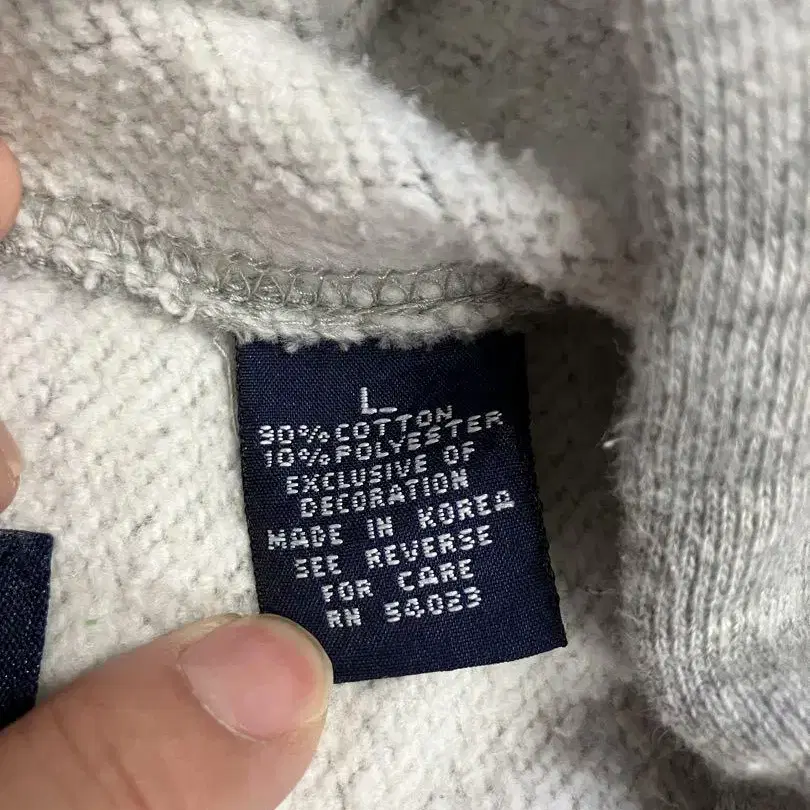 L
90% COTTON
10% POLYESTER
EXCLUSIVE OF
DECORATION
MADE IN KOREA
SEE REVERSE
FOR CARE
RN 54023